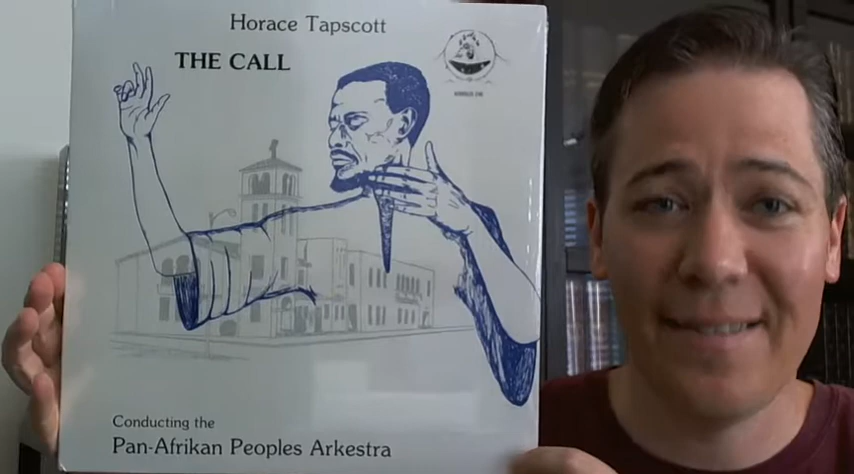 Horace Tapscott
THE CALL
Conducting the
Pan-Afrikan Peoples Arkestra